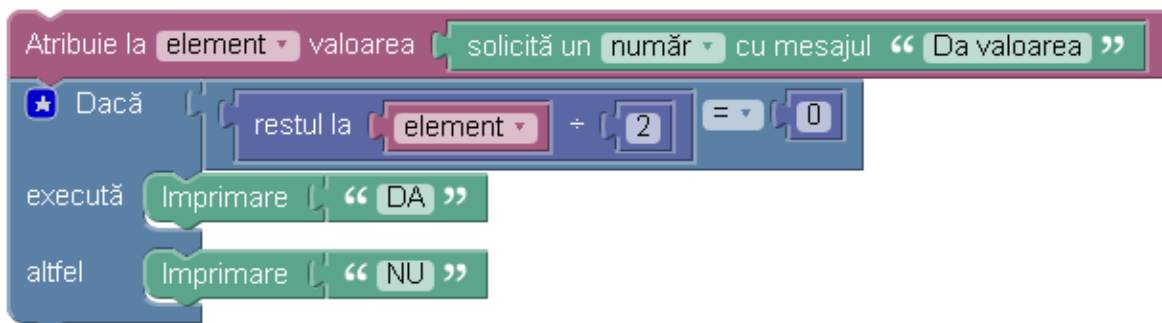 Atribuie la element valoarea solicită un număr cu mesajul “ Da valoarea ”
Dacă restul la element ÷ 2 = 0
execută Imprimare “ DA ”
altfel Imprimare “ NU ”